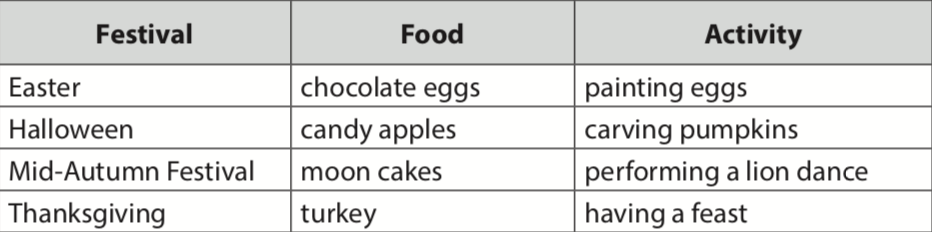 Festival Food Activity
Easter chocolate eggs painting eggs
Halloween candy apples carving pumpkins
Mid-Autumn Festival moon cakes performing a lion dance
Thanksgiving turkey having a feast